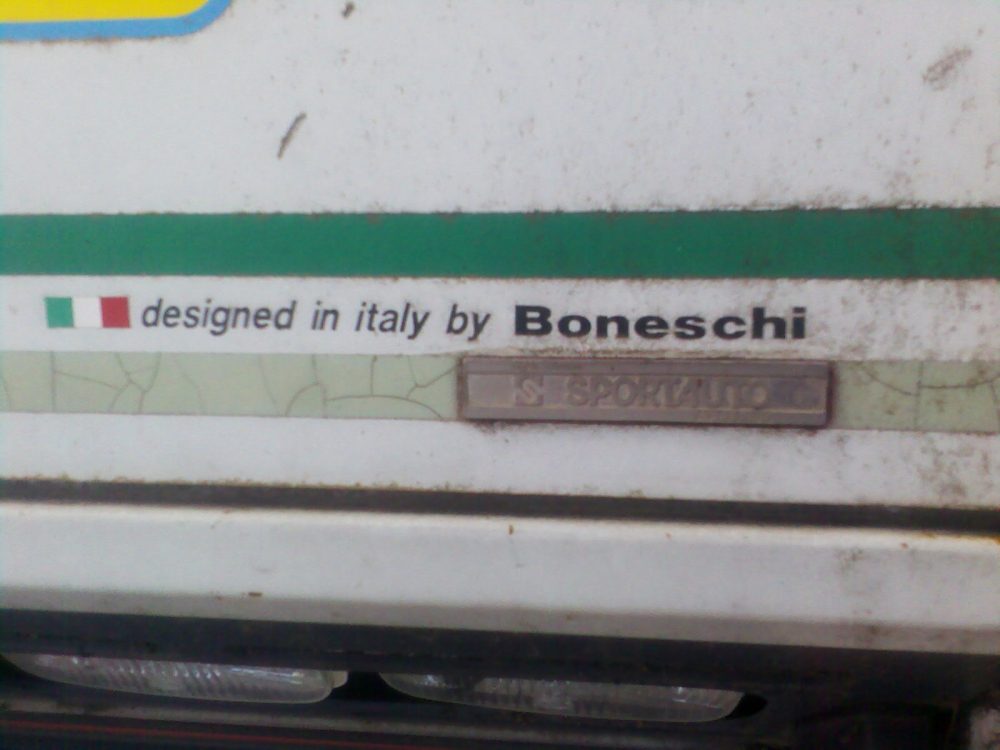 designed in italy by Boneschi
SPORTAUTO